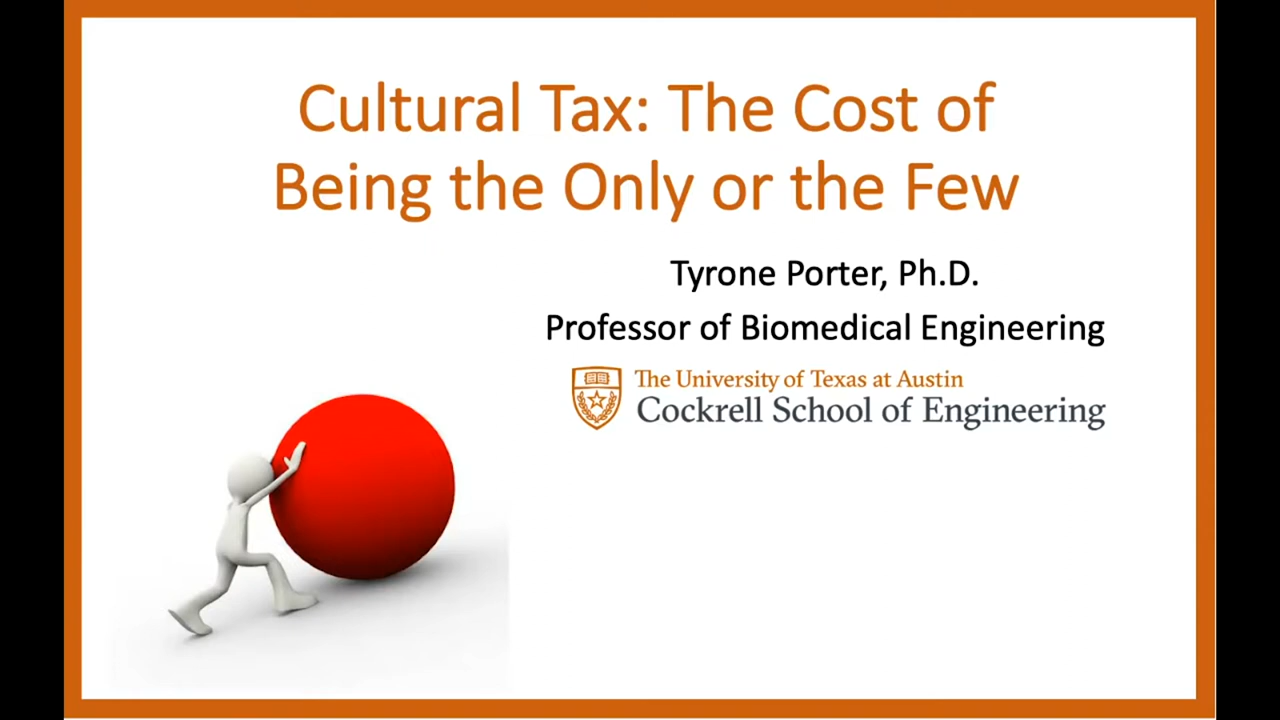 Cultural Tax: The Cost of
Being the Only or the Few
Tyrone Porter, Ph.D.
Professor of Biomedical Engineering
The University of Texas at Austin
Cockrell School of Engineering